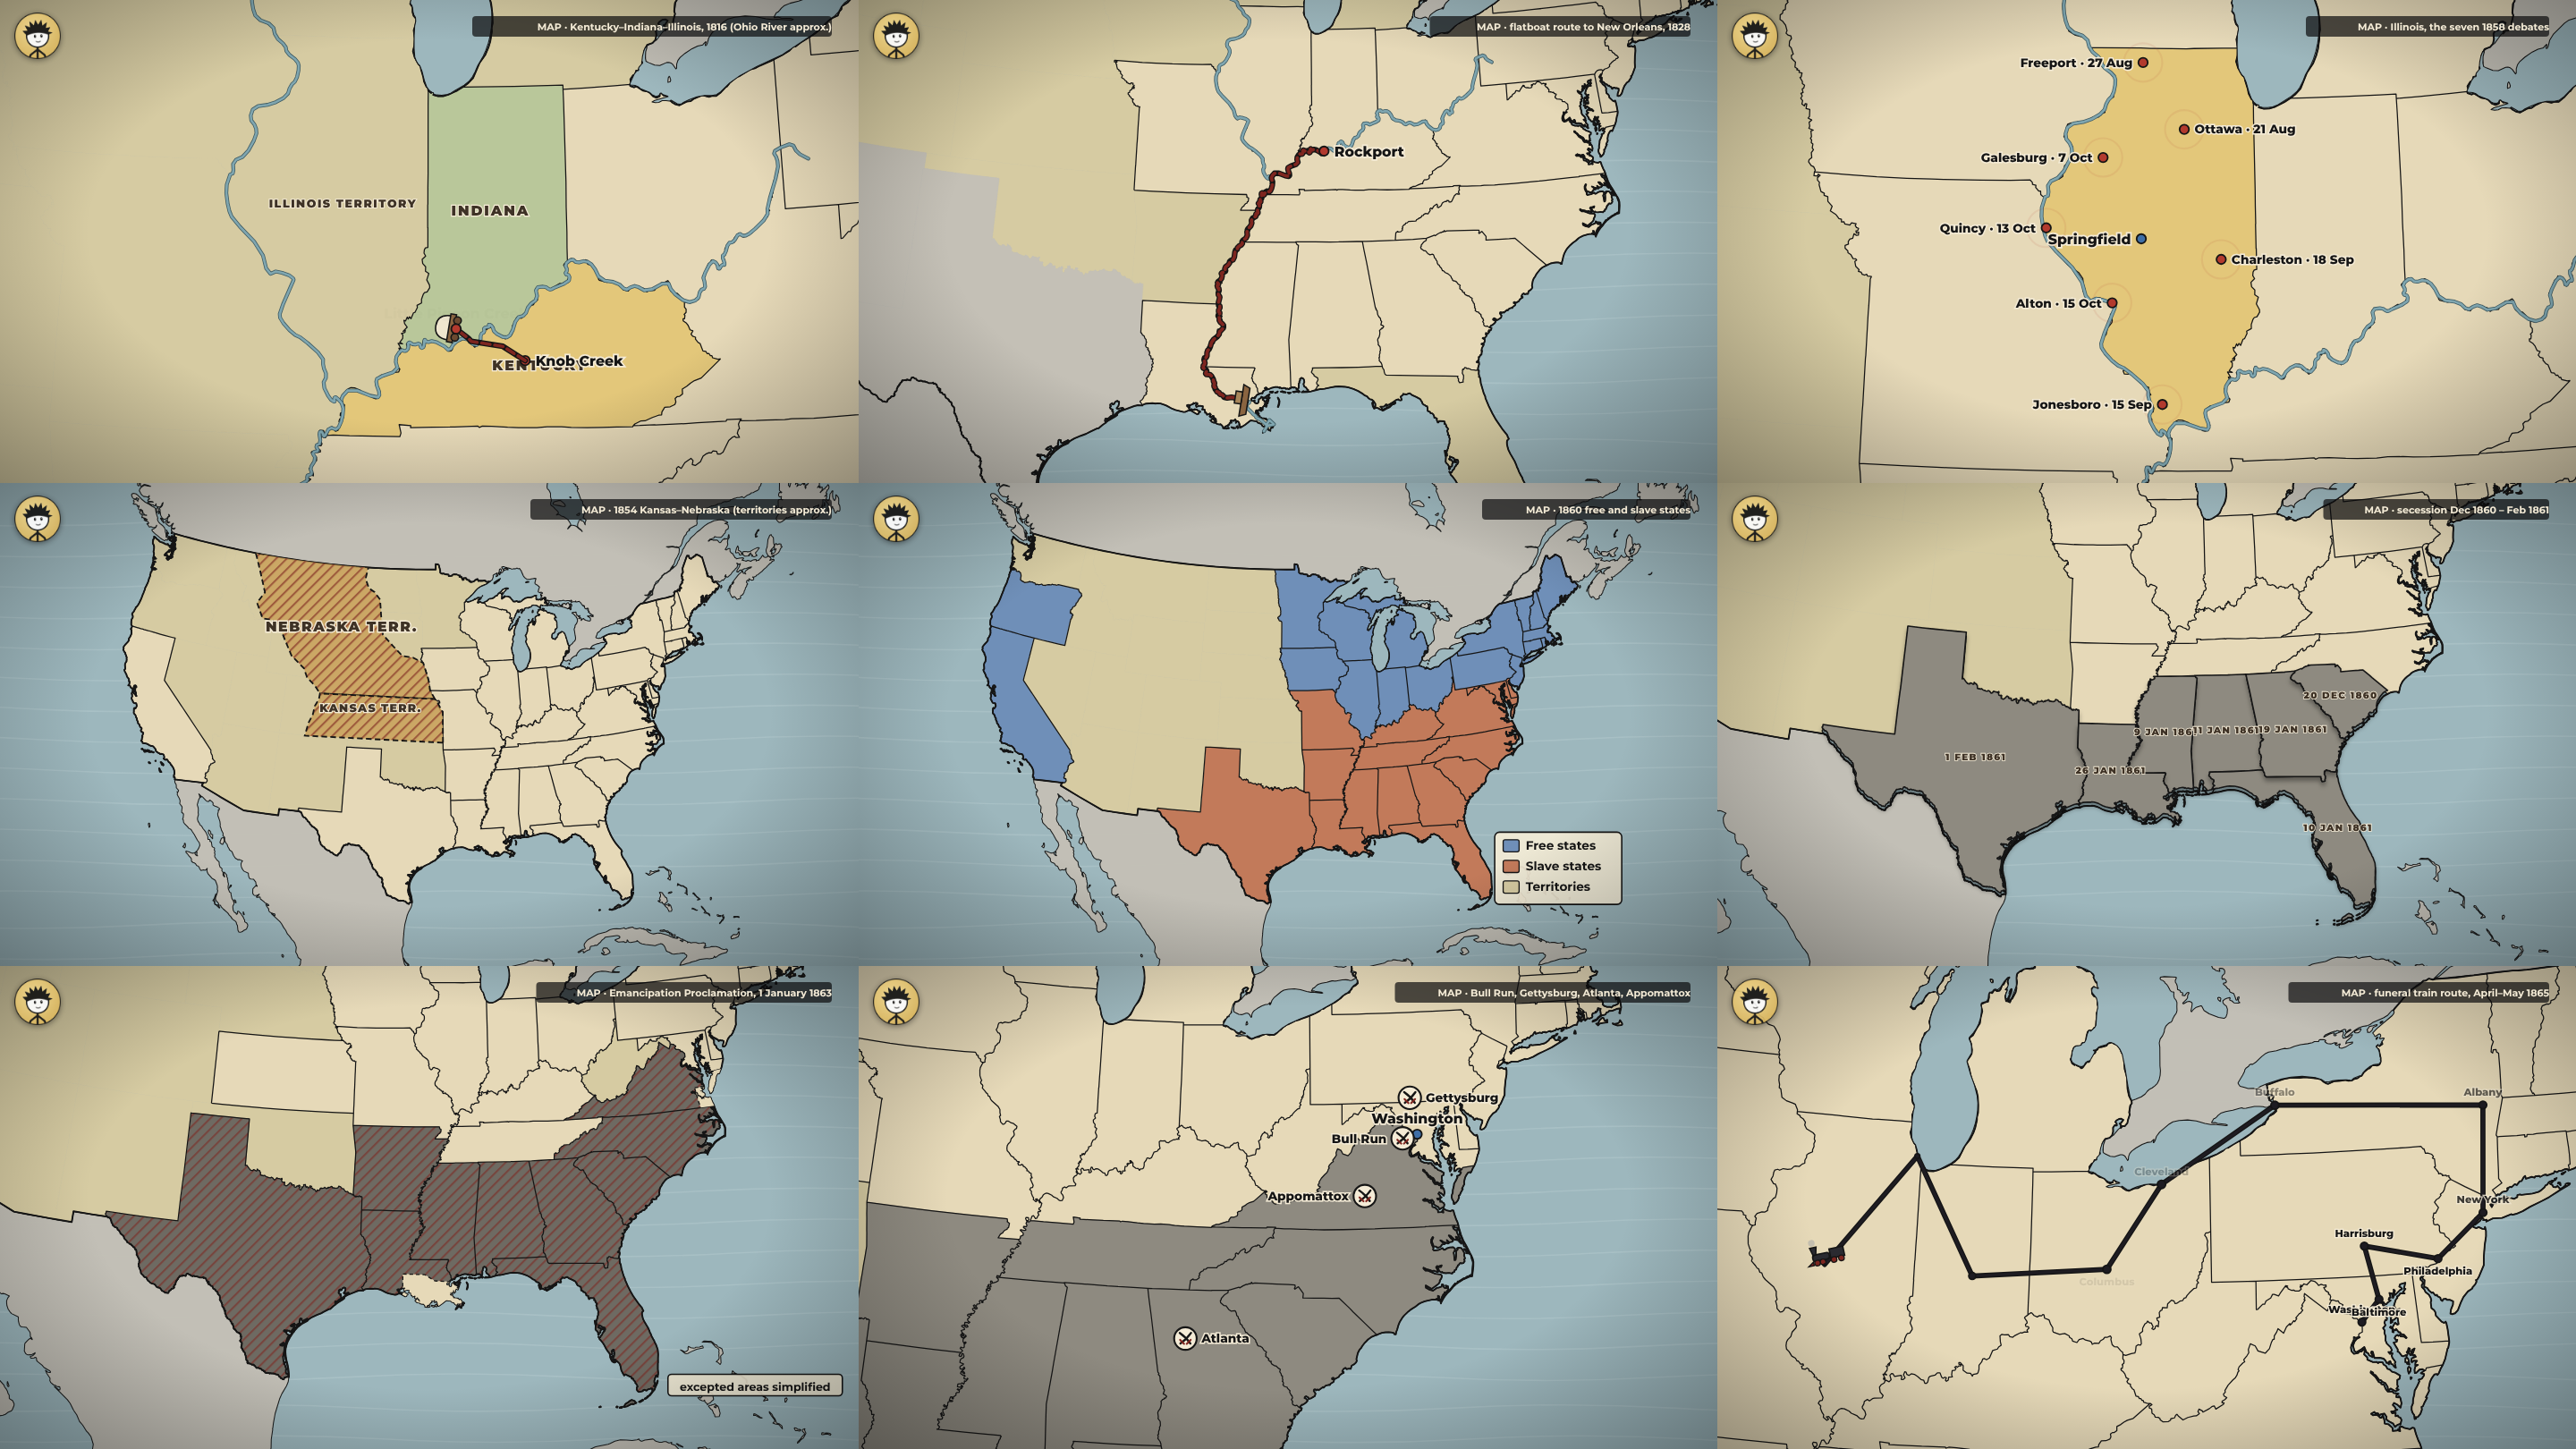 MAP · Kentucky–Indiana–Illinois, 1816 (Ohio River approx.)
ILLINOIS TERRITORY
INDIANA
Knob Creek
KENTUCKY
MAP · flatboat route to New Orleans, 1828
Rockport
MAP · Illinois, the seven 1858 debates
Freeport · 27 Aug
Ottawa · 21 Aug
Galesburg · 7 Oct
Quincy · 13 Oct
Springfield
Charleston · 18 Sep
Alton · 15 Oct
Jonesboro · 15 Sep
MAP · 1854 Kansas–Nebraska (territories approx.)
NEBRASKA TERR.
KANSAS TERR.
MAP · 1860 free and slave states
Free states
Slave states
Territories
MAP · secession Dec 1860 – Feb 1861
20 DEC 1860
9 JAN 1861
11 JAN 1861
19 JAN 1861
1 FEB 1861
26 JAN 1861
10 JAN 1861
MAP · Emancipation Proclamation, 1 January 1863
excepted areas simplified
MAP · Bull Run, Gettysburg, Atlanta, Appomattox
Gettysburg
Washington
Bull Run
Appomattox
Atlanta
MAP · funeral train route, April–May 1865
Buffalo
Albany
Cleveland
New York
Harrisburg
Philadelphia
Columbus
Baltimore